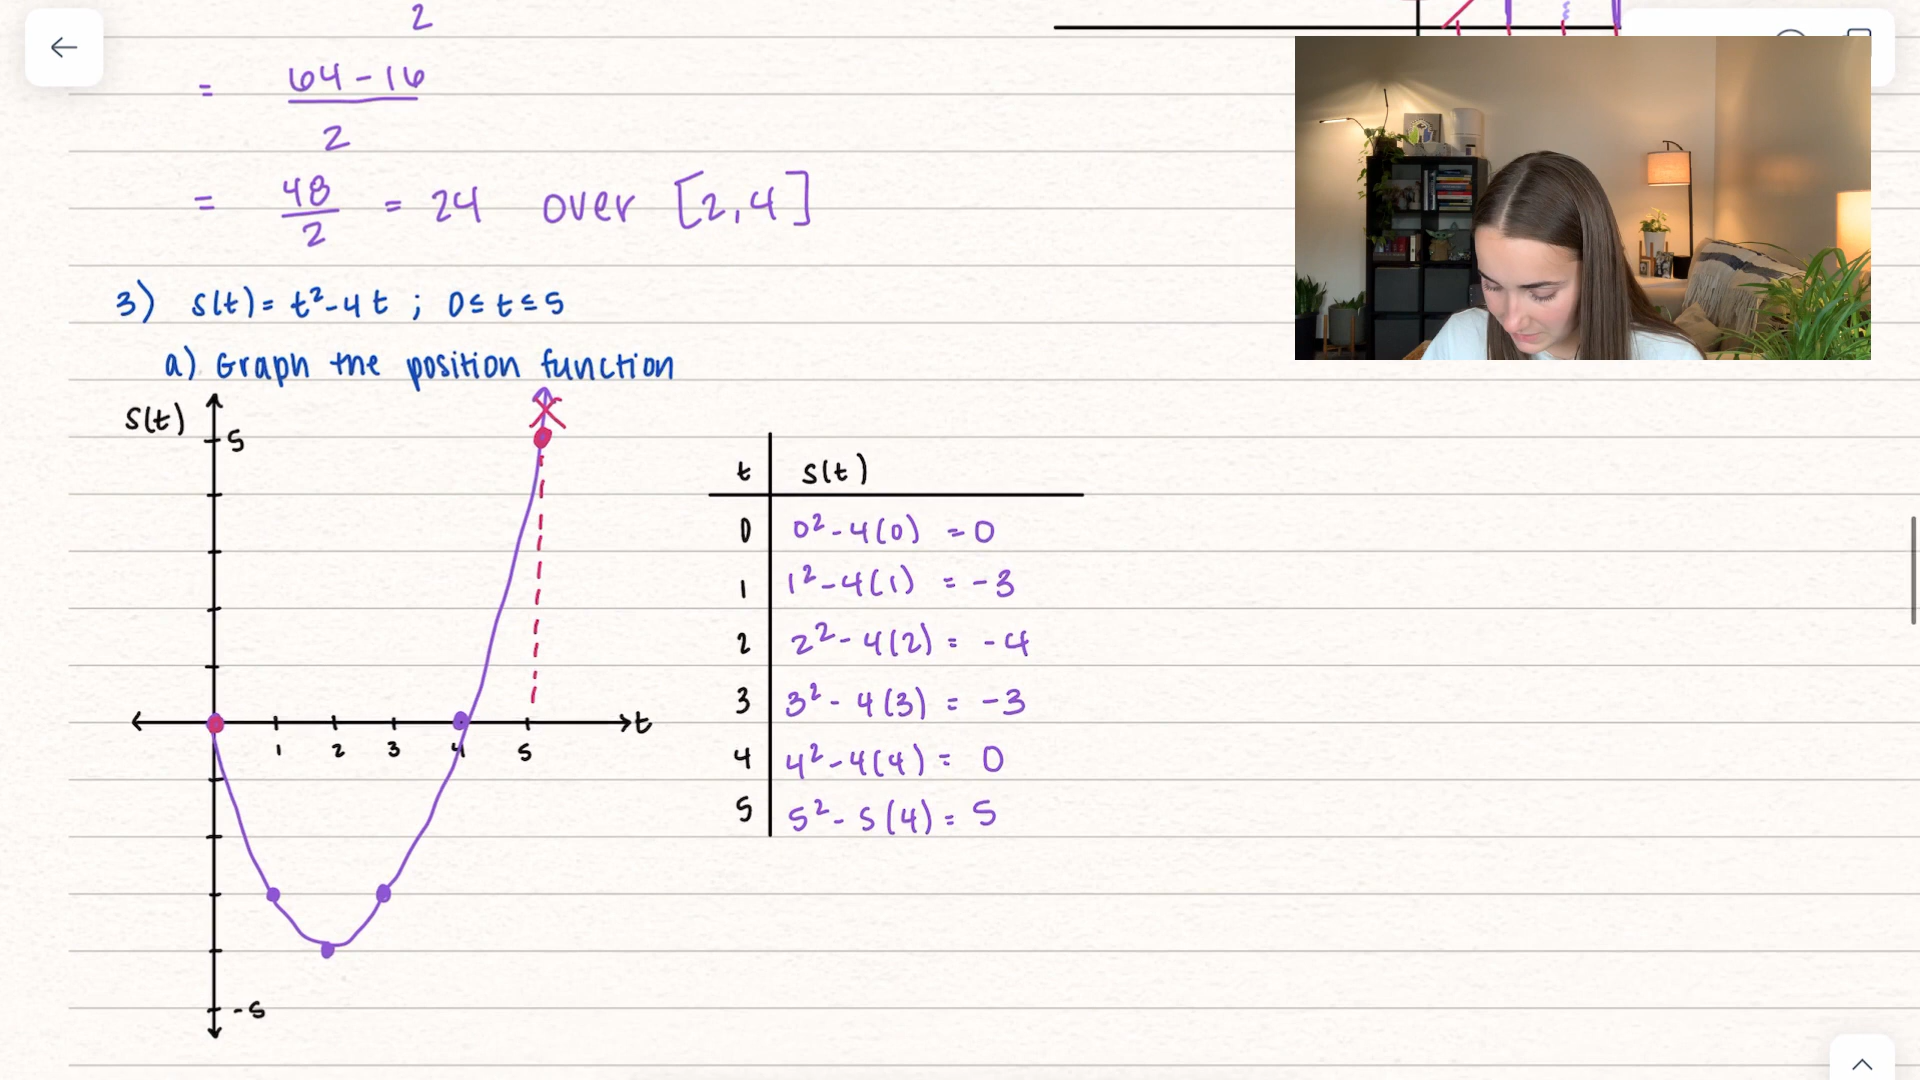 2
= 64 - 16
2
= 48
2
= 24 over [2,4]
3) s(t) = t² - 4t ; 0 ≤ t ≤ 5
a) Graph the position function
s(t)
5
t
1 2 3 4 5
-5
t s(t)
0 0² - 4(0) = 0
1 1² - 4(1) = -3
2 2² - 4(2) = -4
3 3² - 4(3) = -3
4 4² - 4(4) = 0
5 5² - 5(4) = 5